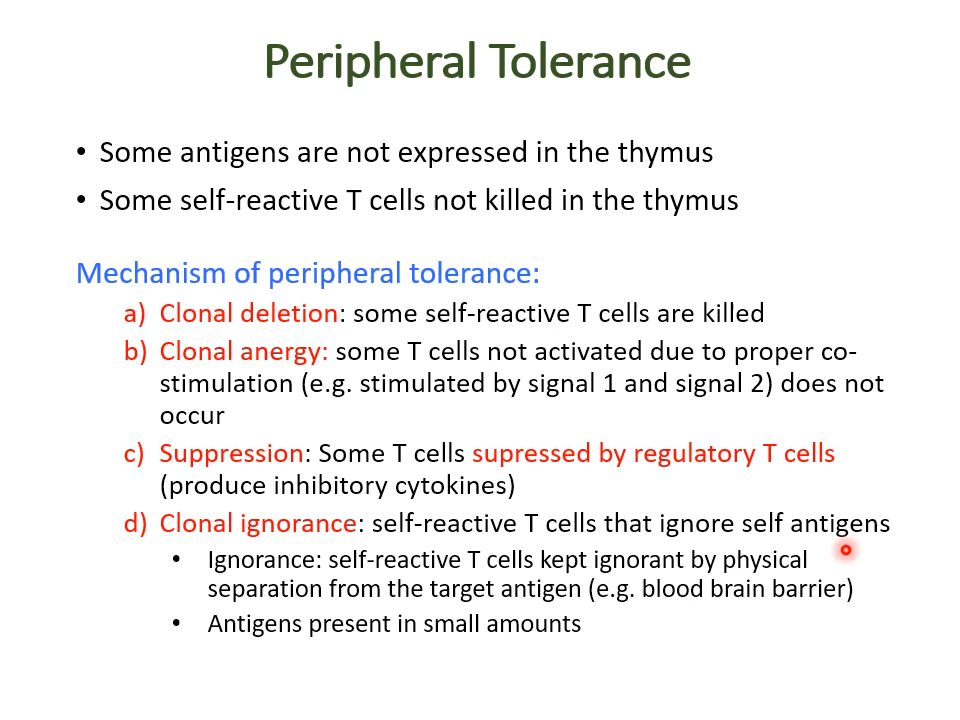 Peripheral Tolerance
• Some antigens are not expressed in the thymus
• Some self-reactive T cells not killed in the thymus
Mechanism of peripheral tolerance:
a) Clonal deletion: some self-reactive T cells are killed
b) Clonal anergy: some T cells not activated due to proper co-
stimulation (e.g. stimulated by signal 1 and signal 2) does not
occur
c) Suppression: Some T cells supressed by regulatory T cells
(produce inhibitory cytokines)
d) Clonal ignorance: self-reactive T cells that ignore self antigens
• Ignorance: self-reactive T cells kept ignorant by physical
separation from the target antigen (e.g. blood brain barrier)
• Antigens present in small amounts